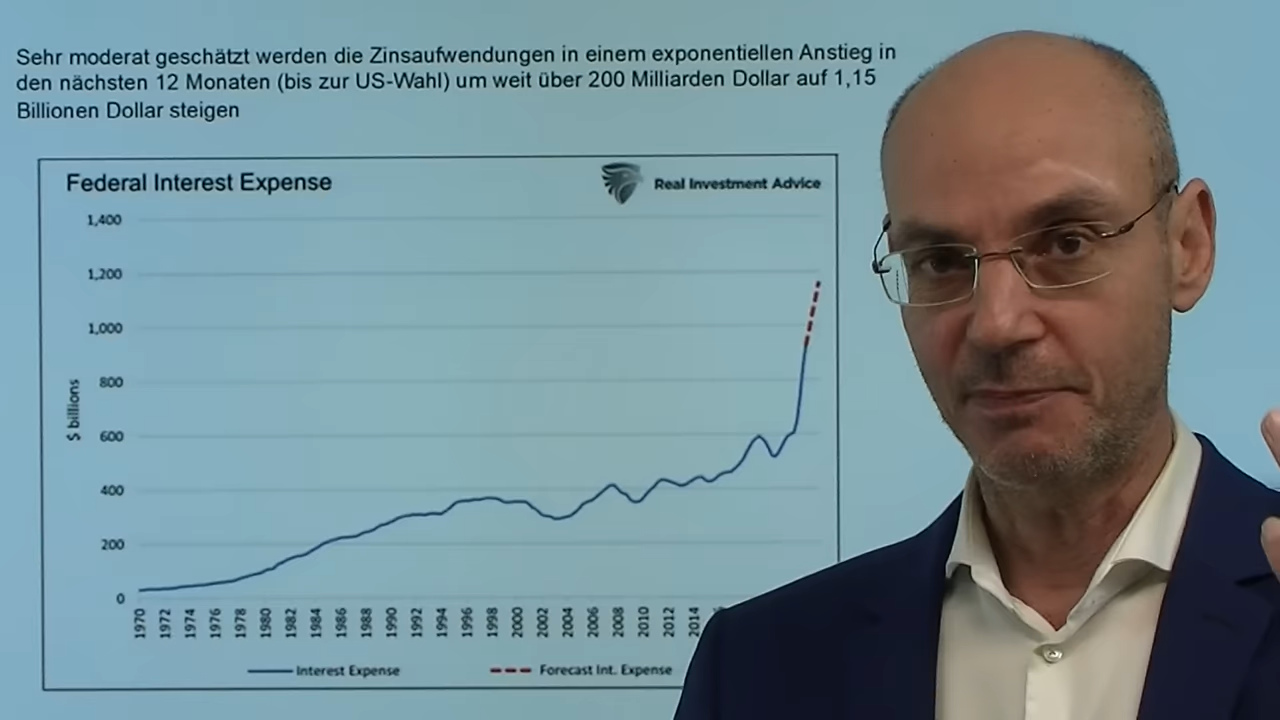 Sehr moderat geschätzt werden die Zinsaufwendungen in einem exponentiellen Anstieg in
den nächsten 12 Monaten (bis zur US-Wahl) um weit über 200 Milliarden Dollar auf 1,15
Billionen Dollar steigen
Federal Interest Expense
Real Investment Advice
1,400
1,200
1,000
800
600
400
200
0
$ billions
1970 1972 1974 1976 1978 1980 1982 1984 1986 1988 1990 1992 1994 1996 1998 2000 2002 2004 2006 2008 2010 2012 2014
Interest Expense
Forecast Int. Expense